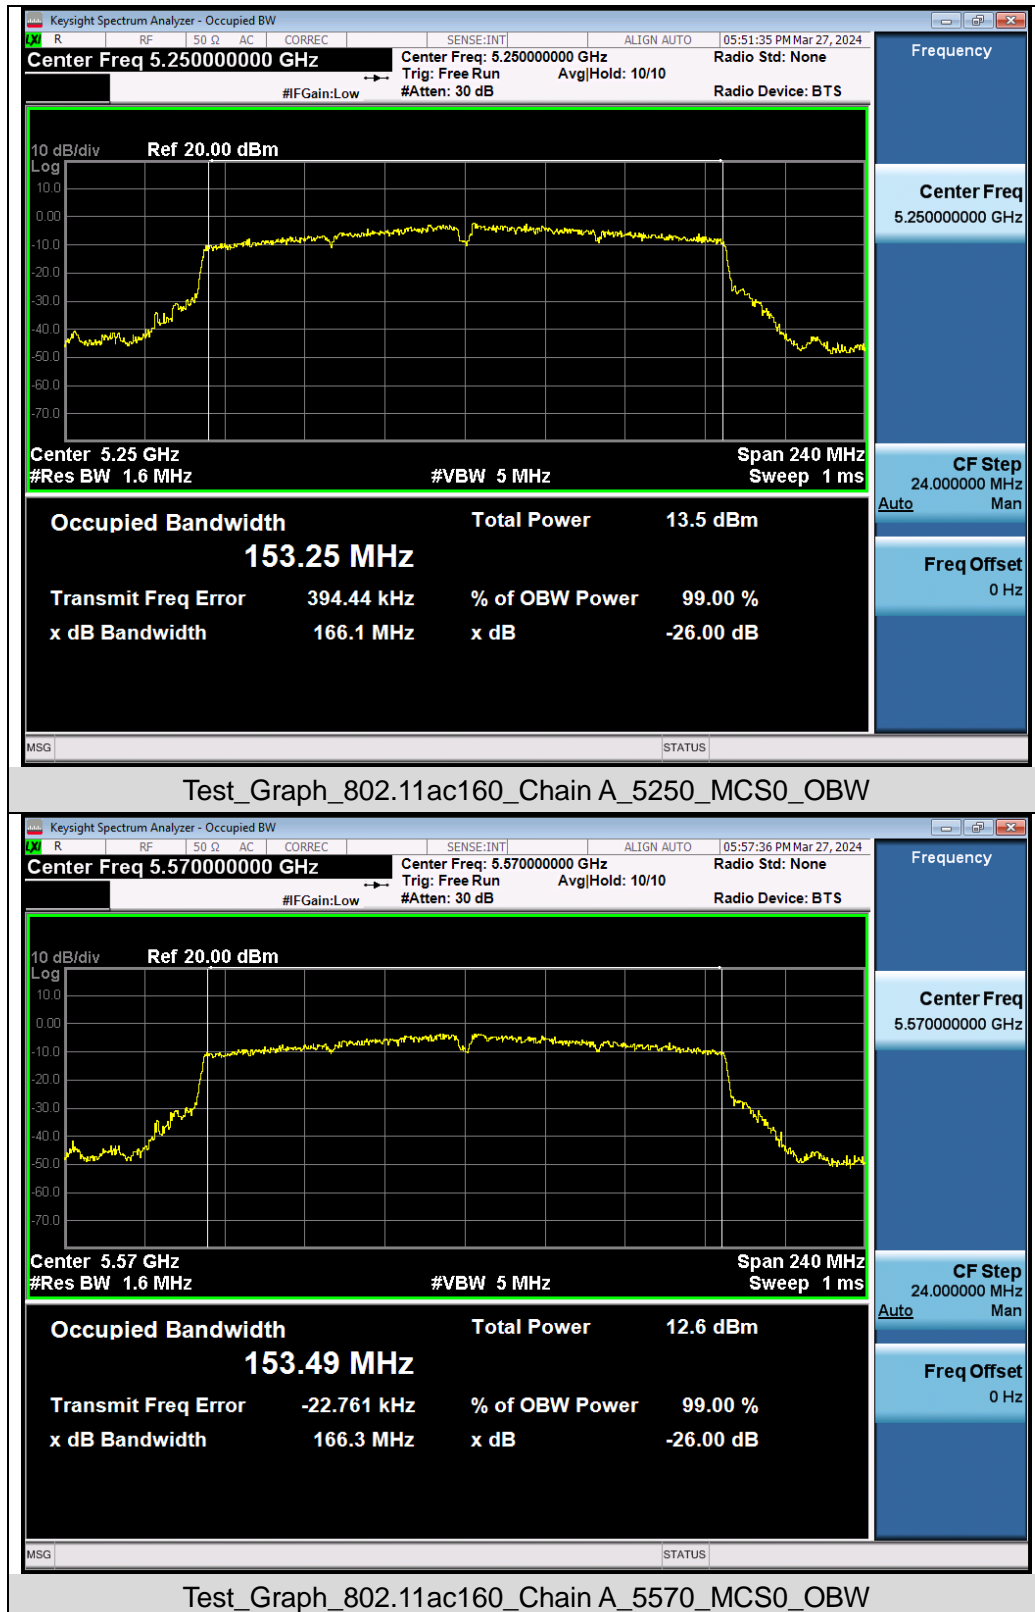 Keysight Spectrum Analyzer - Occupied BW
LXI R RF 50 Ω AC CORREC SENSE:INT ALIGN AUTO 05:51:35 PM Mar 27, 2024
Center Freq 5.250000000 GHz
Center Freq: 5.250000000 GHz
Radio Std: None
Trig: Free Run Avg|Hold: 10/10
#IFGain:Low
#Atten: 30 dB
Radio Device: BTS
Frequency
10 dB/div Ref 20.00 dBm
Log
10.0
0.00
-10.0
-20.0
-30.0
-40.0
-50.0
-60.0
-70.0
Center Freq
5.250000000 GHz
Center 5.25 GHz Span 240 MHz
#Res BW 1.6 MHz #VBW 5 MHz Sweep 1 ms
CF Step
24.000000 MHz
Auto Man
Occupied Bandwidth Total Power 13.5 dBm
153.25 MHz
Freq Offset
0 Hz
Transmit Freq Error 394.44 kHz % of OBW Power 99.00 %
x dB Bandwidth 166.1 MHz x dB -26.00 dB
MSG STATUS
Test_Graph_802.11ac160_Chain A_5250_MCS0_OBW
Keysight Spectrum Analyzer - Occupied BW
LXI R RF 50 Ω AC CORREC SENSE:INT ALIGN AUTO 05:57:36 PM Mar 27, 2024
Center Freq 5.570000000 GHz
Center Freq: 5.570000000 GHz
Radio Std: None
Trig: Free Run Avg|Hold: 10/10
#IFGain:Low
#Atten: 30 dB
Radio Device: BTS
Frequency
10 dB/div Ref 20.00 dBm
Log
10.0
0.00
-10.0
-20.0
-30.0
-40.0
-50.0
-60.0
-70.0
Center Freq
5.570000000 GHz
Center 5.57 GHz Span 240 MHz
#Res BW 1.6 MHz #VBW 5 MHz Sweep 1 ms
CF Step
24.000000 MHz
Auto Man
Occupied Bandwidth Total Power 12.6 dBm
153.49 MHz
Freq Offset
0 Hz
Transmit Freq Error -22.761 kHz % of OBW Power 99.00 %
x dB Bandwidth 166.3 MHz x dB -26.00 dB
MSG STATUS
Test_Graph_802.11ac160_Chain A_5570_MCS0_OBW